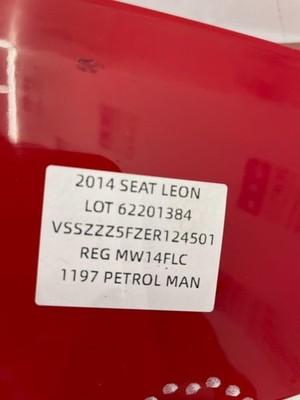 2014 SEAT LEON
LOT 62201384
VSSZZZ5FZER124501
REG MW14FLC
1197 PETROL MAN